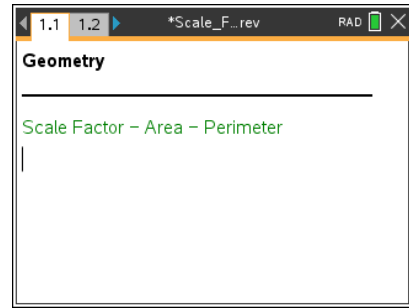 1.1 1.2 *Scale_F...rev RAD
Geometry
Scale Factor – Area – Perimeter